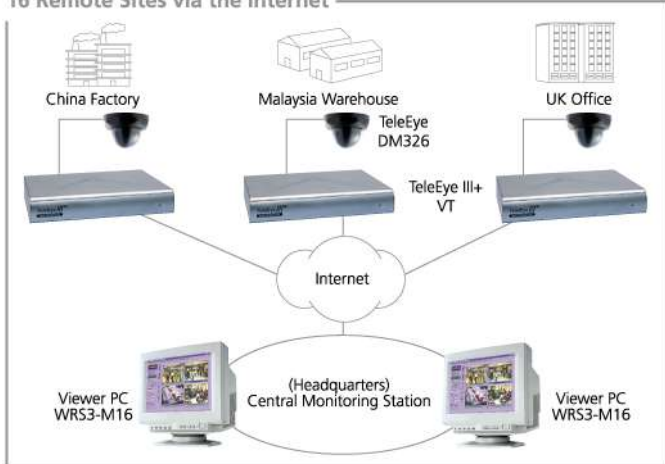 16 Remote Sites via the Internet
China Factory
Malaysia Warehouse
UK Office
TeleEye
DM326
TeleEye III+
VT
Internet
Viewer PC
WRS3-M16
(Headquarters)
Central Monitoring Station
Viewer PC
WRS3-M16